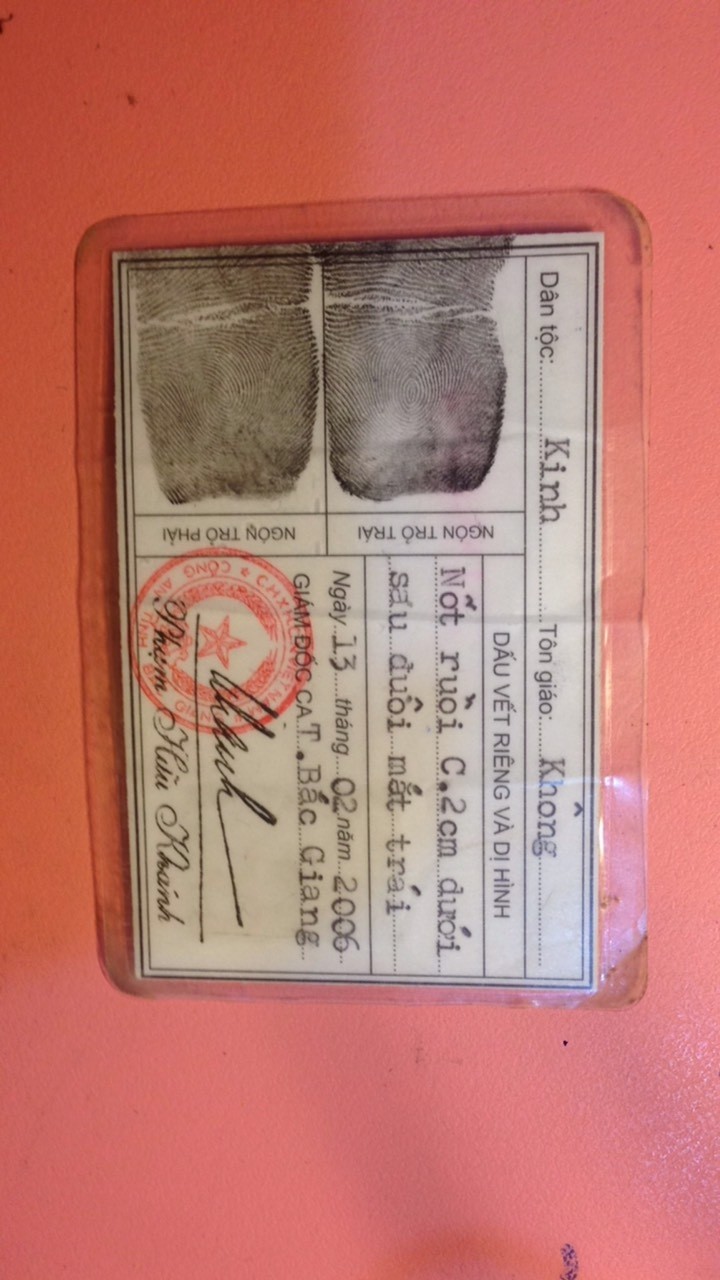 Dân tộc: Kinh Tôn giáo: Không
NGÓN TRỎ TRÁI
NGÓN TRỎ PHẢI
DẤU VẾT RIÊNG VÀ DỊ HÌNH
Nốt ruồi C.2cm dưới
sau đuôi mắt trái
Ngày 13 tháng 02 năm 2006
GIÁM ĐỐC CA T.Bắc Giang
Phạm Hữu Khánh